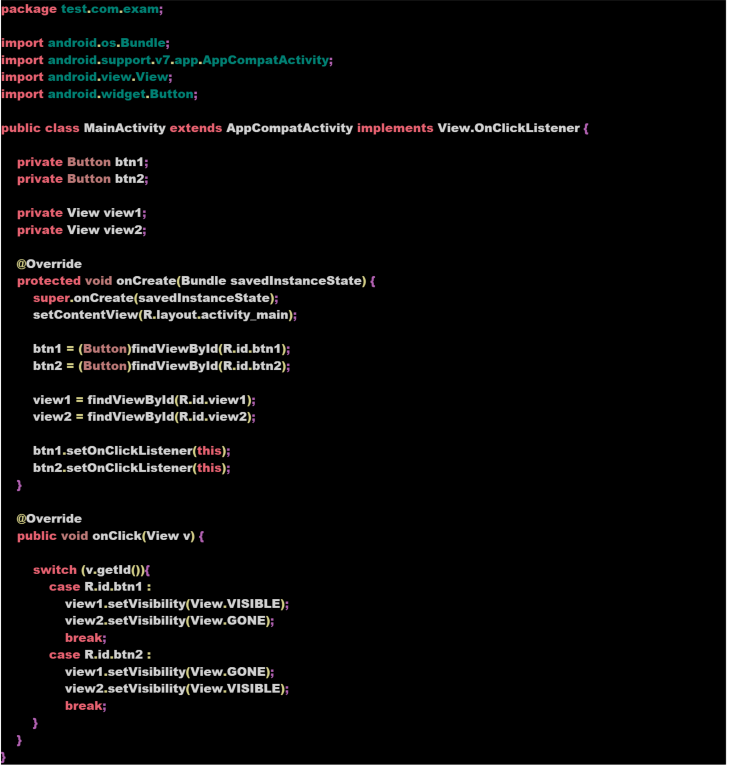 package test.com.exam;
import android.os.Bundle;
import android.support.v7.app.AppCompatActivity;
import android.view.View;
import android.widget.Button;
public class MainActivity extends AppCompatActivity implements View.OnClickListener {
private Button btn1;
private Button btn2;
private View view1;
private View view2;
@Override
protected void onCreate(Bundle savedInstanceState) {
super.onCreate(savedInstanceState);
setContentView(R.layout.activity_main);
btn1 = (Button)findViewById(R.id.btn1);
btn2 = (Button)findViewById(R.id.btn2);
view1 = findViewById(R.id.view1);
view2 = findViewById(R.id.view2);
btn1.setOnClickListener(this);
btn2.setOnClickListener(this);
}
@Override
public void onClick(View v) {
switch (v.getId()){
case R.id.btn1 :
view1.setVisibility(View.VISIBLE);
view2.setVisibility(View.GONE);
break;
case R.id.btn2 :
view1.setVisibility(View.GONE);
view2.setVisibility(View.VISIBLE);
break;
}
}
}